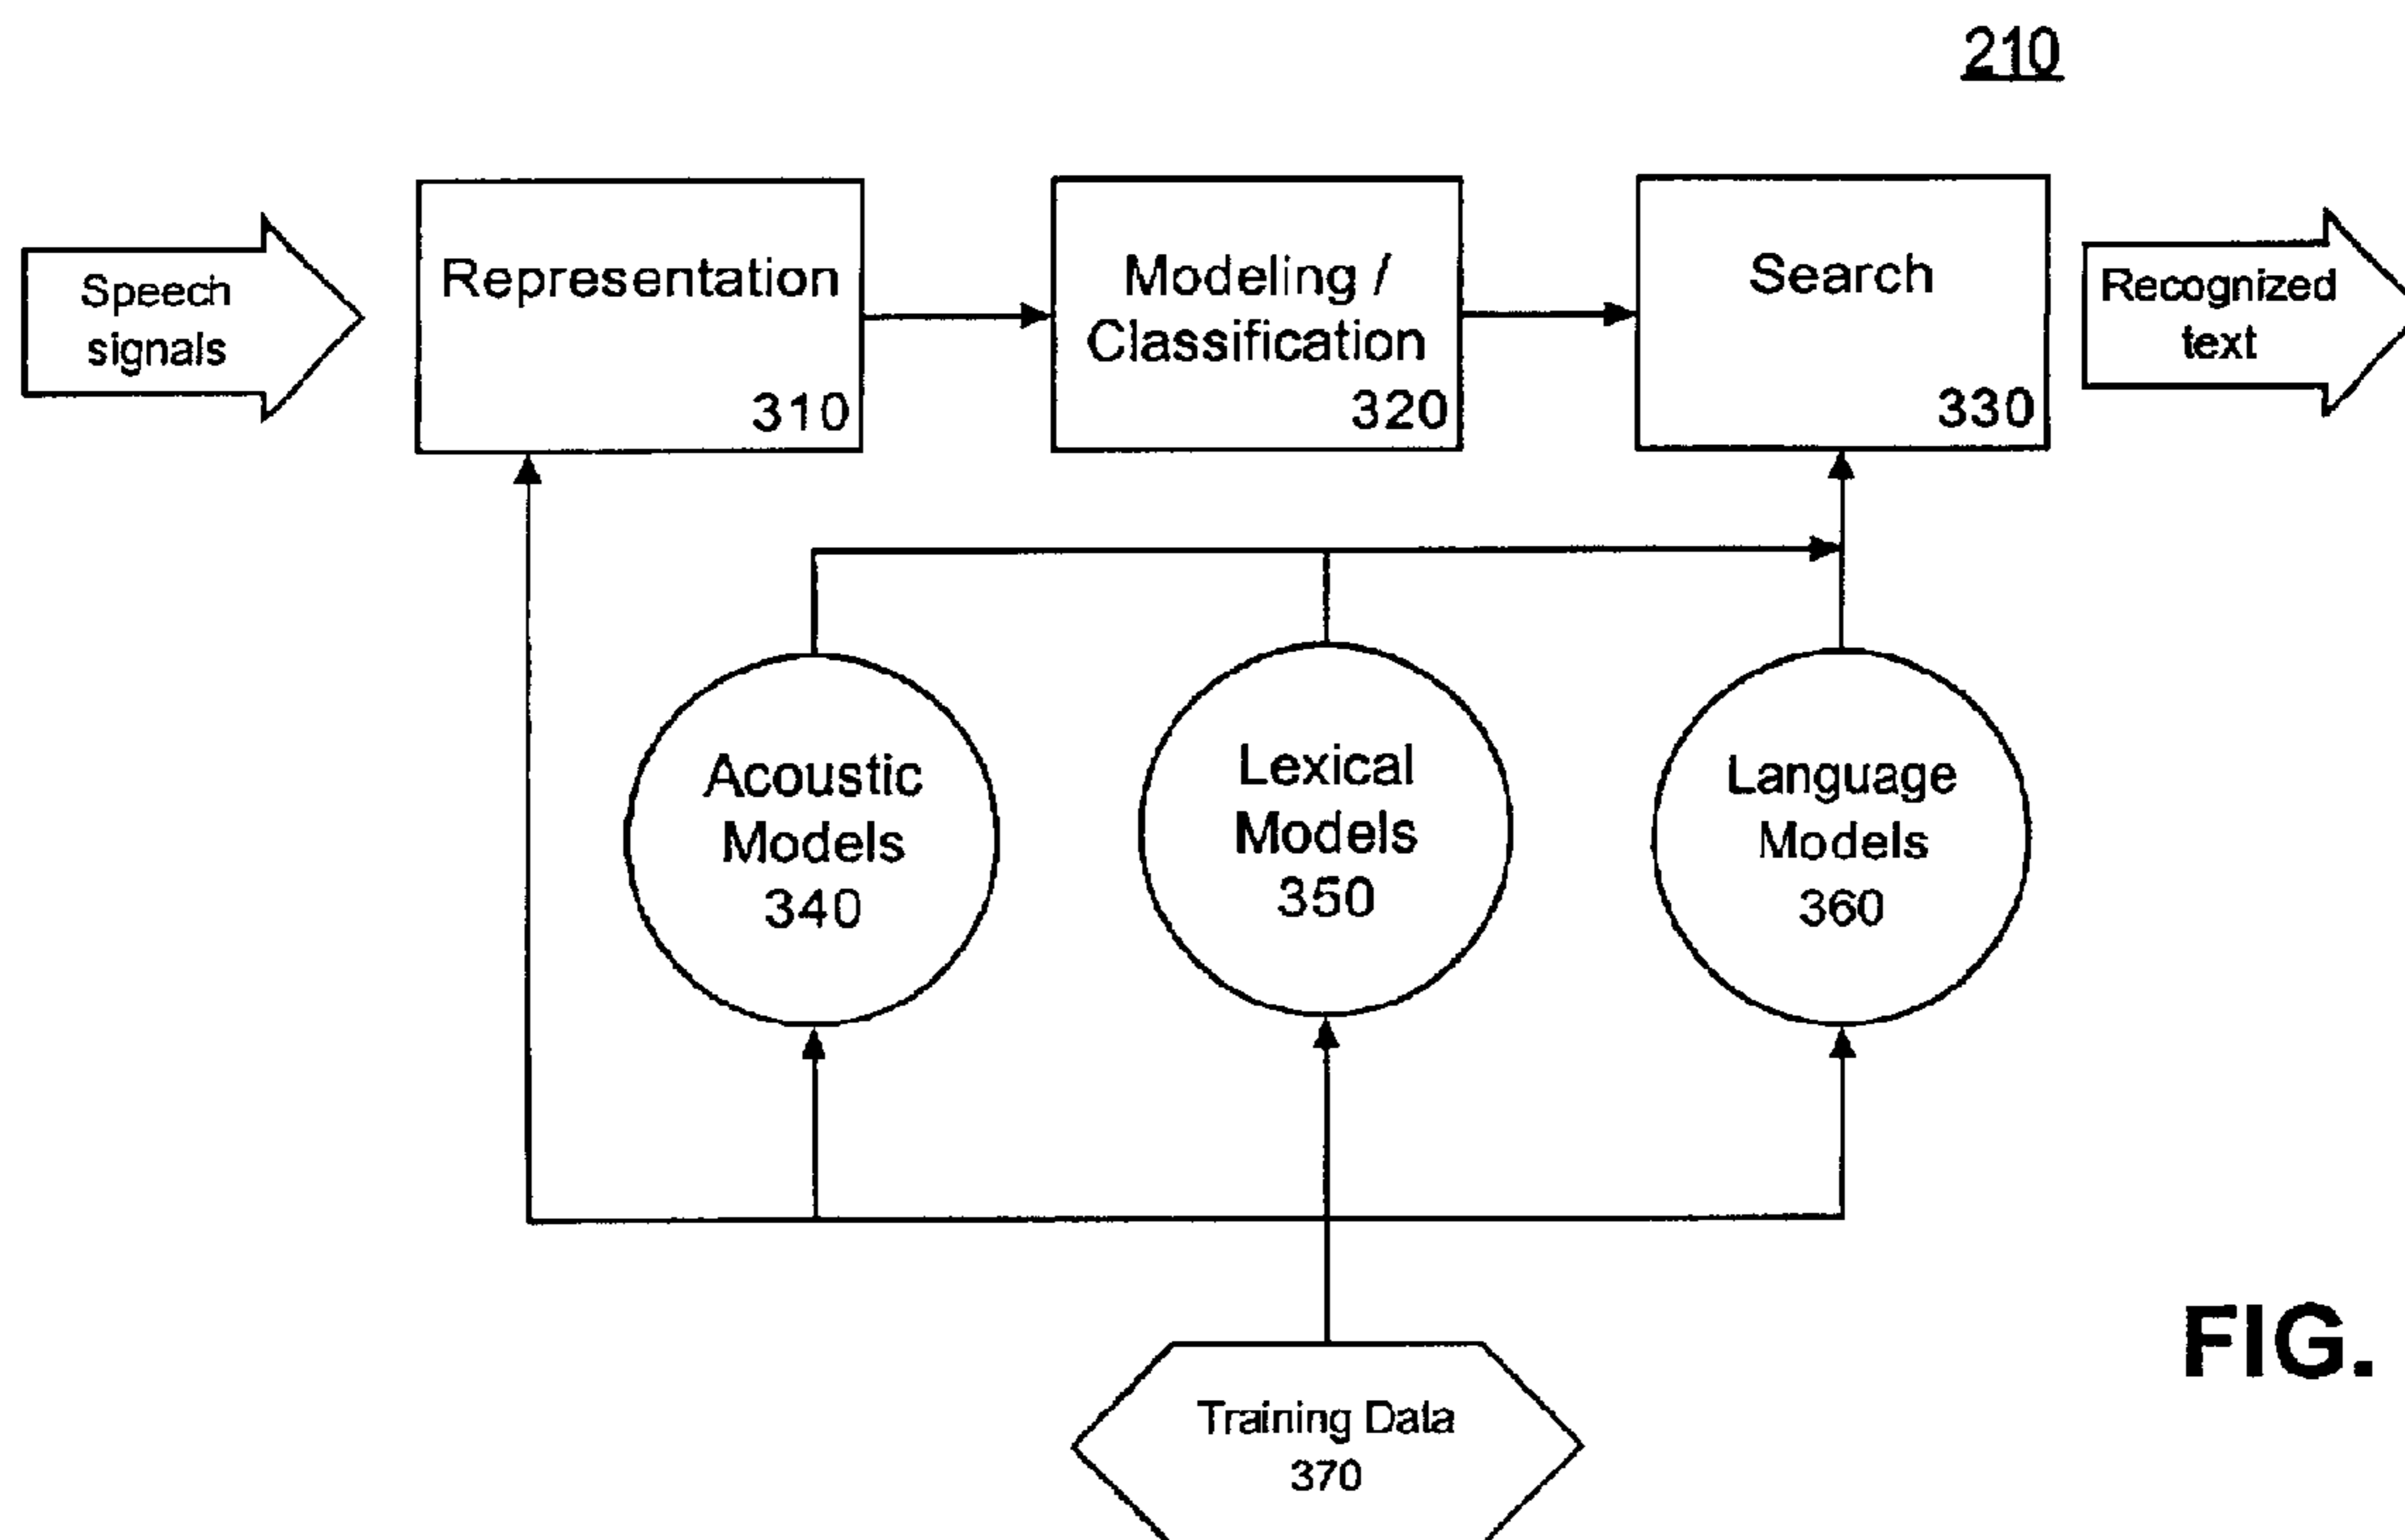 210
Speech
signals
Representation
310
Modeling /
Classification
320
Search
330
Recognized
text
Acoustic
Models
340
Lexical
Models
350
Language
Models
360
FIG.
Training Data
370